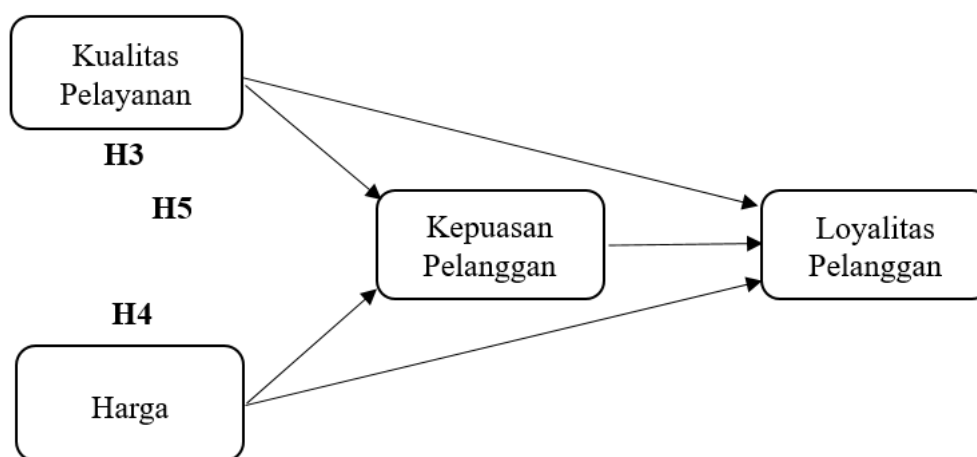 Kualitas
Pelayanan
H3
H5
Kepuasan
Pelanggan
Loyalitas
Pelanggan
H4
Harga